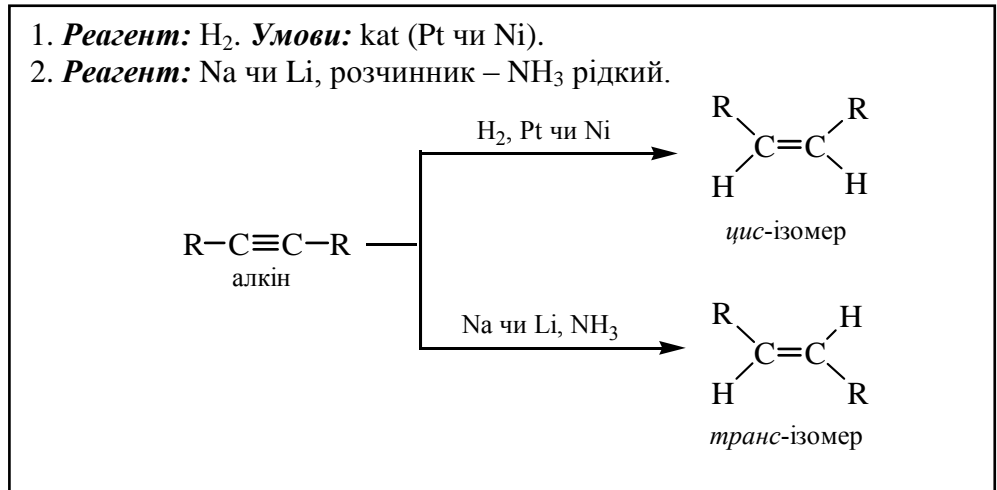 1. Реагент: H₂. Умови: kat (Pt чи Ni).
2. Реагент: Na чи Li, розчинник – NH₃ рідкий.
H₂, Pt чи Ni
R
R
C=C
H
H
цис-ізомер
R−C≡C−R
алкін
Na чи Li, NH₃
R
H
C=C
H
R
транс-ізомер